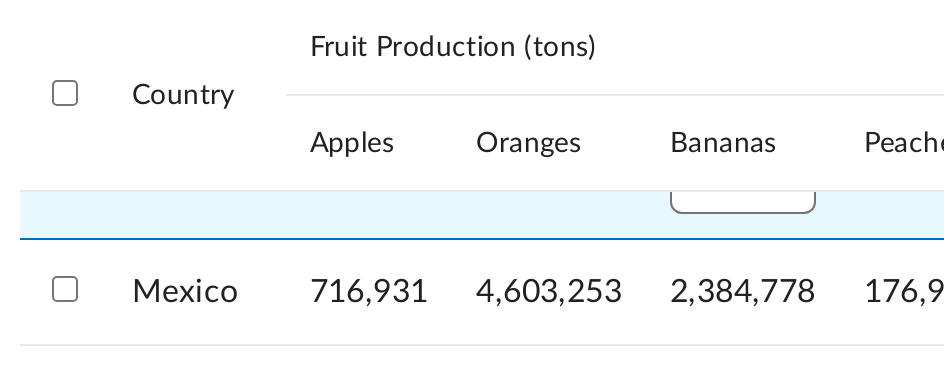 Fruit Production (tons)
Country
Apples Oranges Bananas
Mexico 716,931 4,603,253 2,384,778